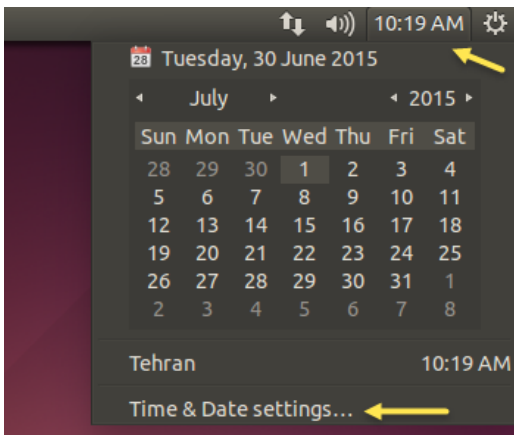 10:19 AM
28 Tuesday, 30 June 2015
July 2015
Sun Mon Tue Wed Thu Fri Sat
28 29 30 1 2 3 4
5 6 7 8 9 10 11
12 13 14 15 16 17 18
19 20 21 22 23 24 25
26 27 28 29 30 31 1
2 3 4 5 6 7 8
Tehran 10:19 AM
Time & Date settings...